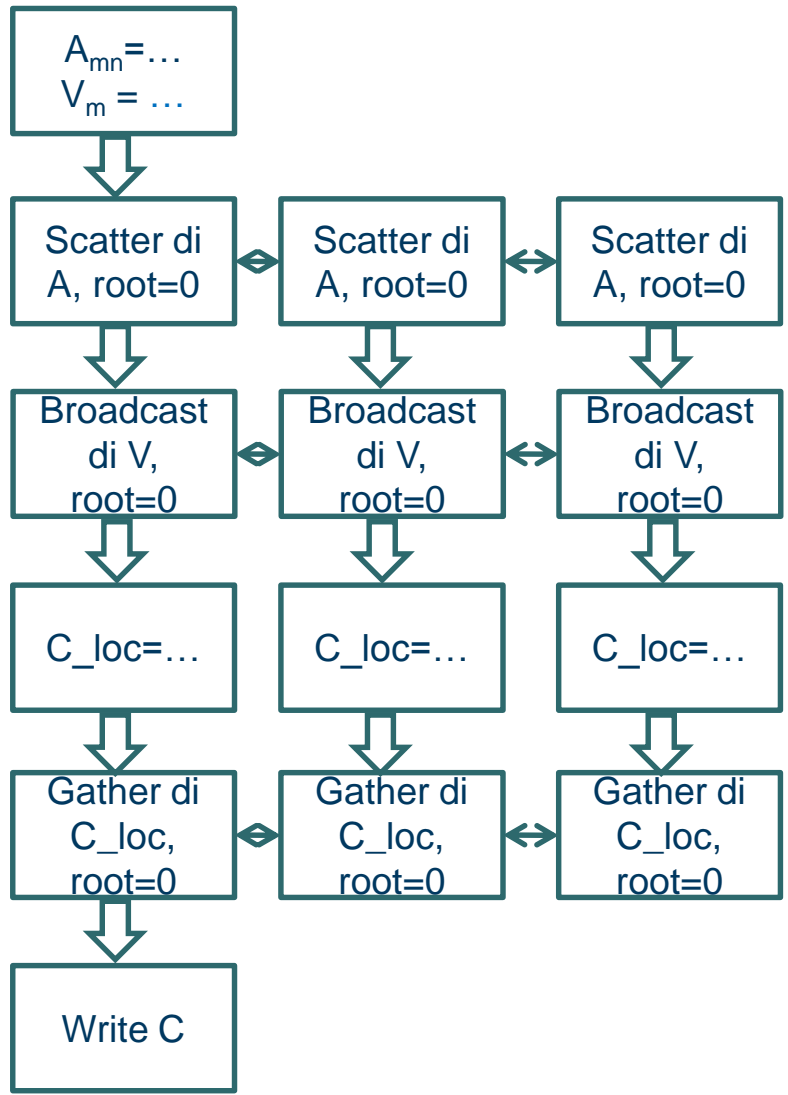 Aₘₙ=…
Vₘ = …
Scatter di
A, root=0
Scatter di
A, root=0
Scatter di
A, root=0
Broadcast
di V,
root=0
Broadcast
di V,
root=0
Broadcast
di V,
root=0
C_loc=…
C_loc=…
C_loc=…
Gather di
C_loc,
root=0
Gather di
C_loc,
root=0
Gather di
C_loc,
root=0
Write C